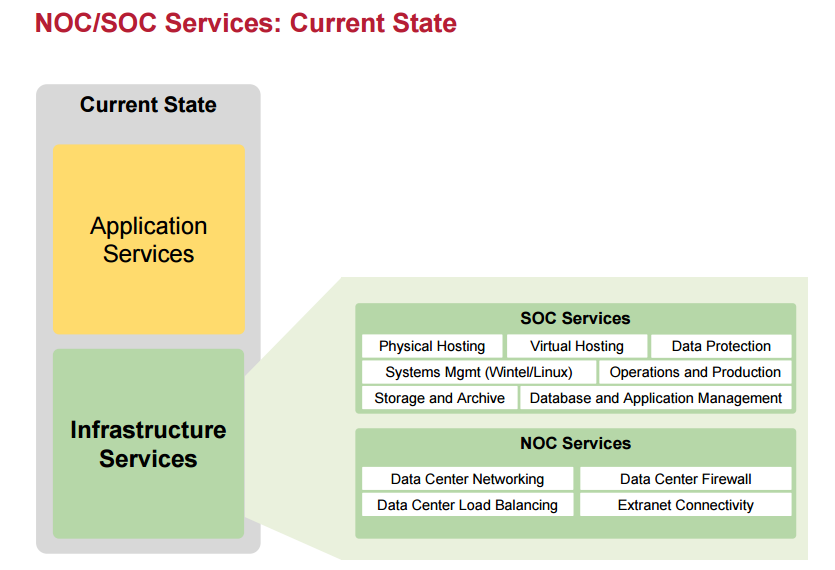 NOC/SOC Services: Current State
Current State
Application
Services
Infrastructure
Services
SOC Services
Physical Hosting
Virtual Hosting
Data Protection
Systems Mgmt (Wintel/Linux)
Operations and Production
Storage and Archive
Database and Application Management
NOC Services
Data Center Networking
Data Center Firewall
Data Center Load Balancing
Extranet Connectivity